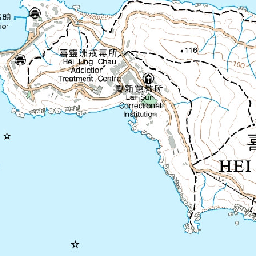 116
喜靈洲戒毒所
Hei Ling Chau
Addiction
Treatment Centre
勵新懲教所
Lai Sun
Correctional
Institution
HEI